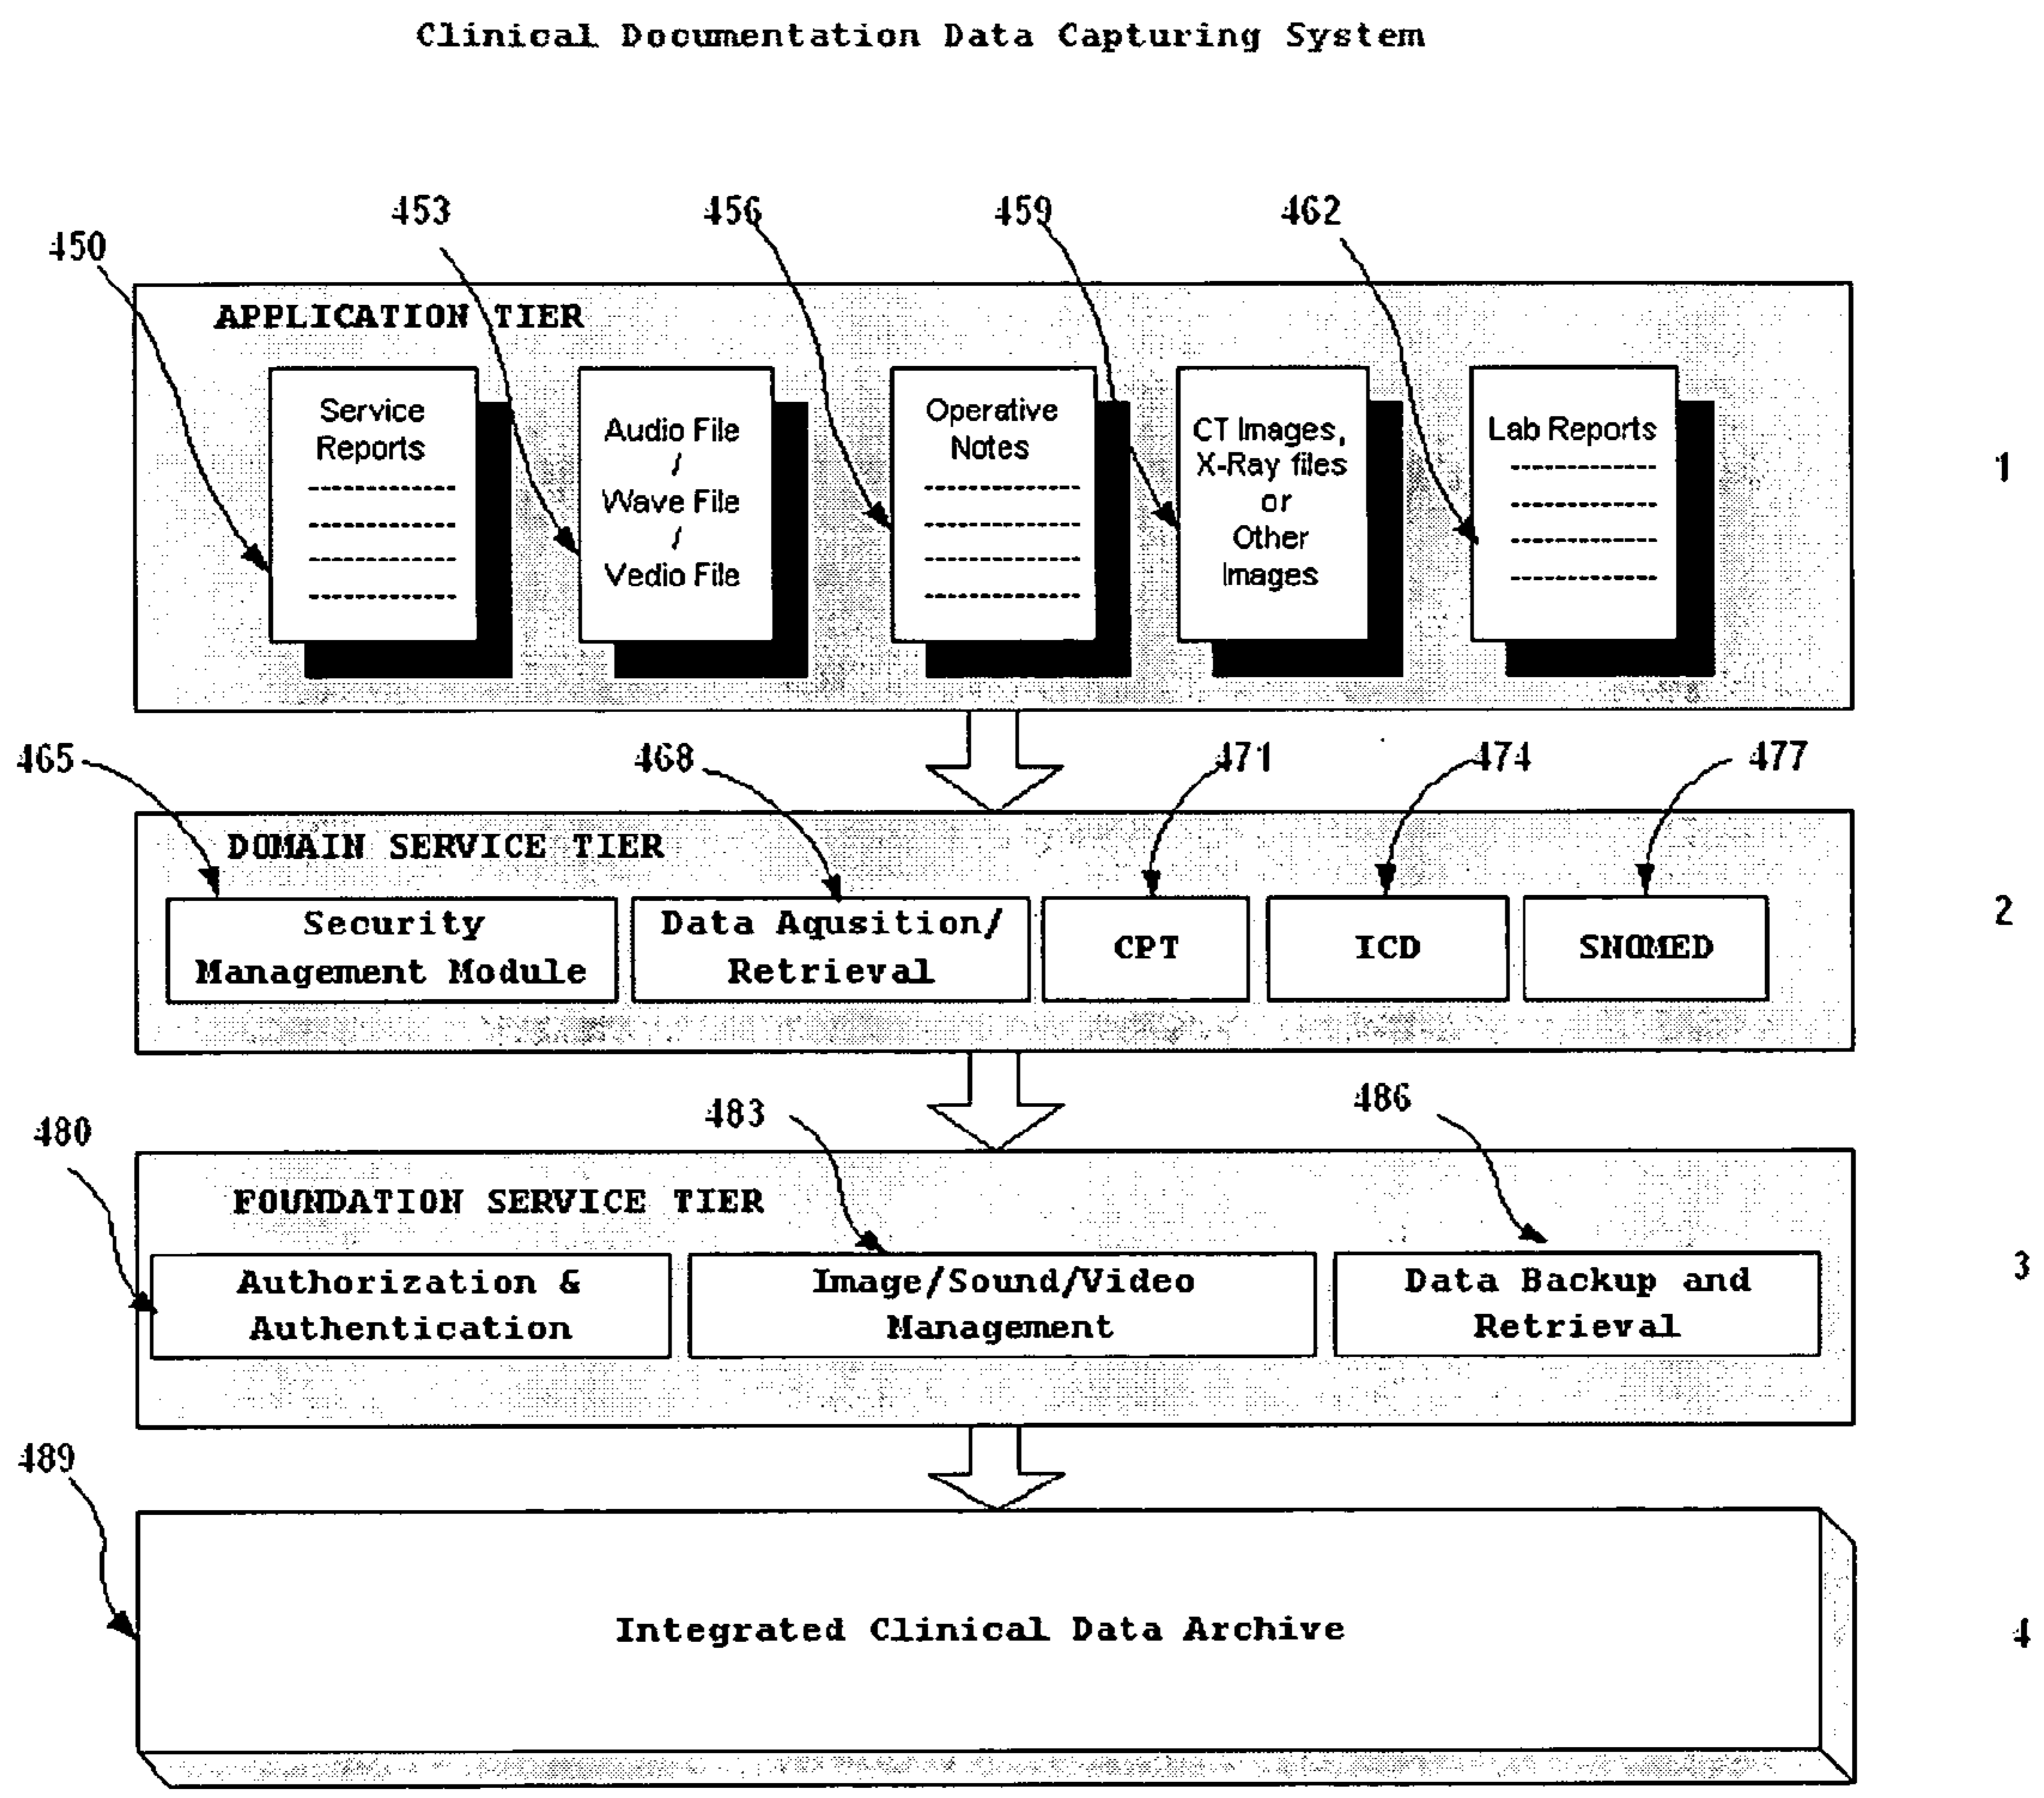 Clinical Documentation Data Capturing System
450
453
456
459
462
APPLICATION TIER
Service
Reports
Audio File
/
Wave File
/
Vedio File
Operative
Notes
CT Images,
X-Ray files
or
Other
Images
Lab Reports
1
465
468
471
474
477
DOMAIN SERVICE TIER
Security
Management Module
Data Aqusition/
Retrieval
CPT
ICD
SNOMED
2
480
483
486
FOUNDATION SERVICE TIER
Authorization &
Authentication
Image/Sound/Video
Management
Data Backup and
Retrieval
3
489
Integrated Clinical Data Archive
4